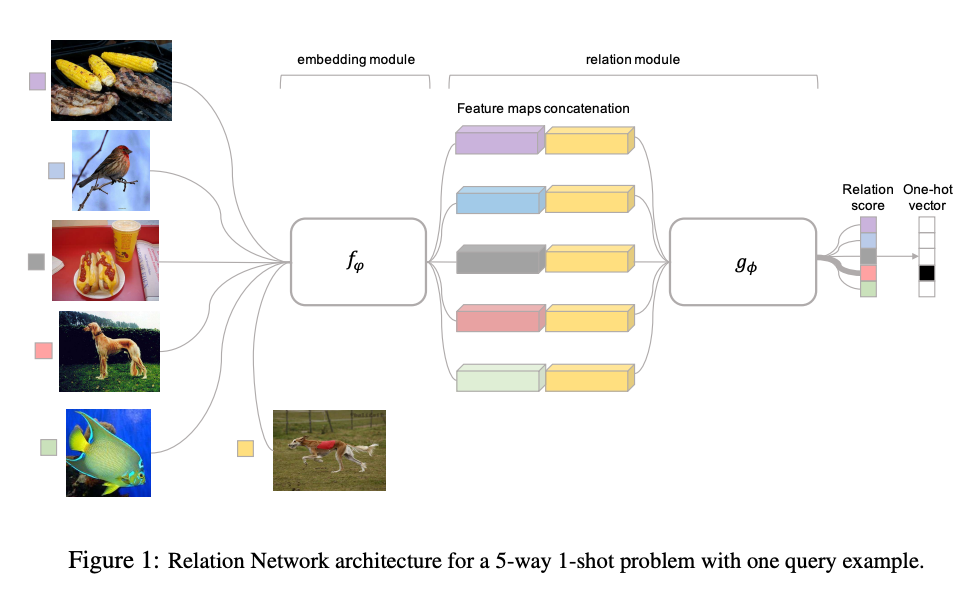 embedding module
relation module
Feature maps concatenation
fφ
gϕ
Relation
score
One-hot
vector
Figure 1: Relation Network architecture for a 5-way 1-shot problem with one query example.